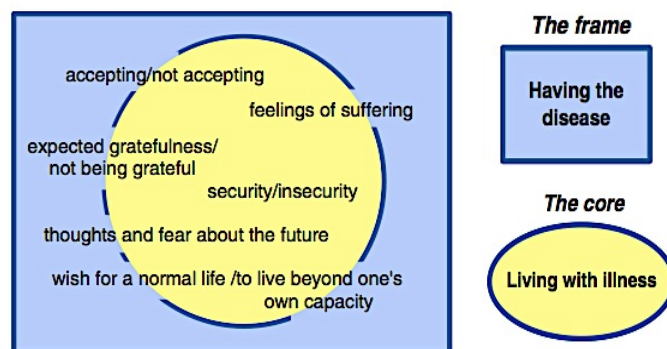 accepting/not accepting
feelings of suffering
expected gratefulness/
not being grateful
security/insecurity
thoughts and fear about the future
wish for a normal life /to live beyond one's
own capacity
The frame
Having the
disease
The core
Living with illness